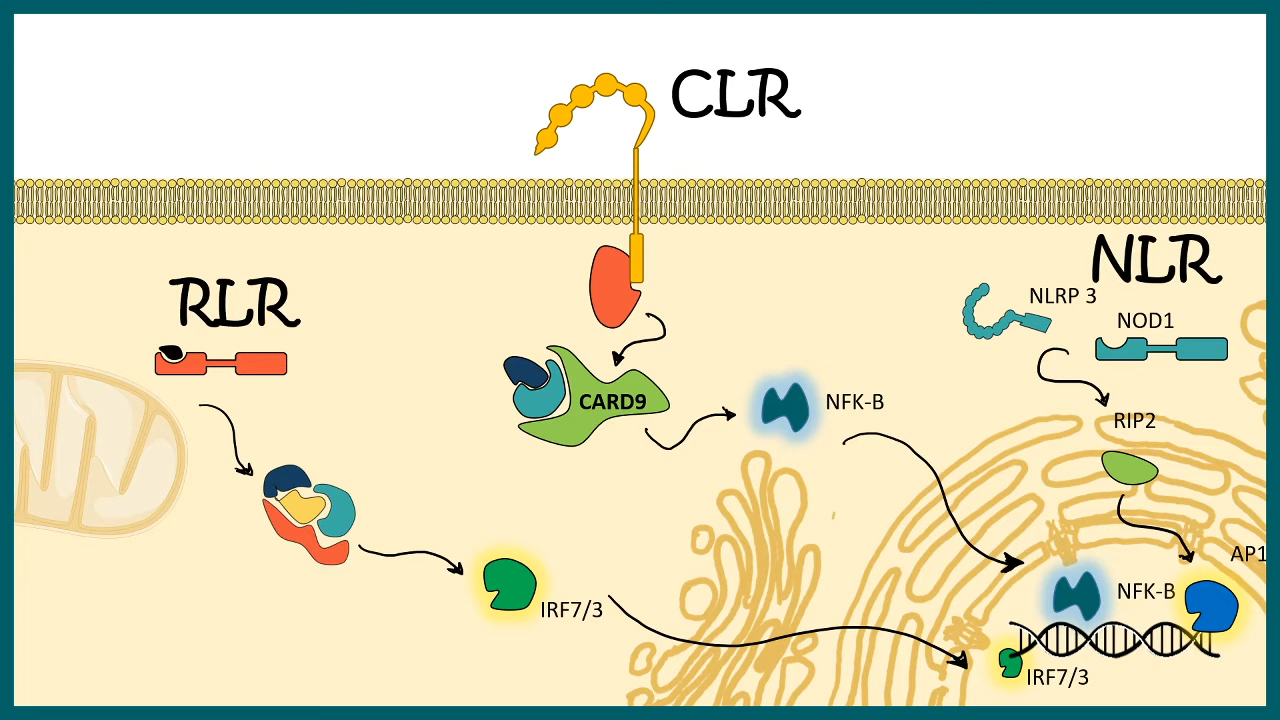 CLR
NLR
RLR
NLRP 3
NOD1
CARD9
NFK-B
RIP2
AP1
NFK-B
IRF7/3
IRF7/3